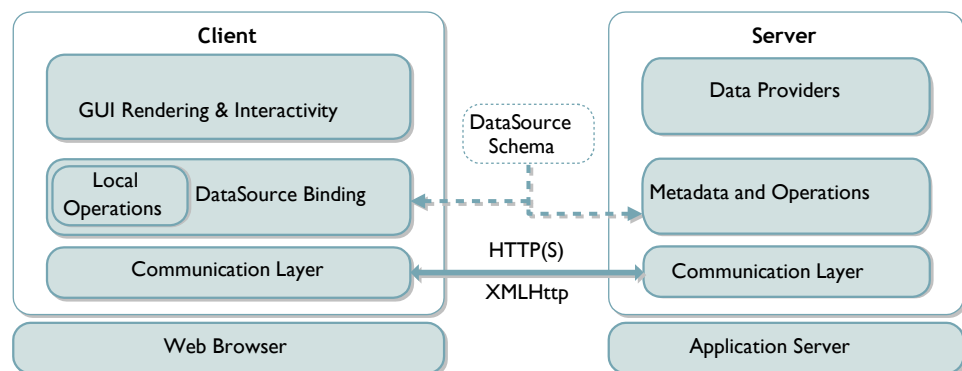 Client
GUI Rendering & Interactivity
Local
Operations
DataSource Binding
Communication Layer
Web Browser
DataSource
Schema
HTTP(S)
XMLHttp
Server
Data Providers
Metadata and Operations
Communication Layer
Application Server